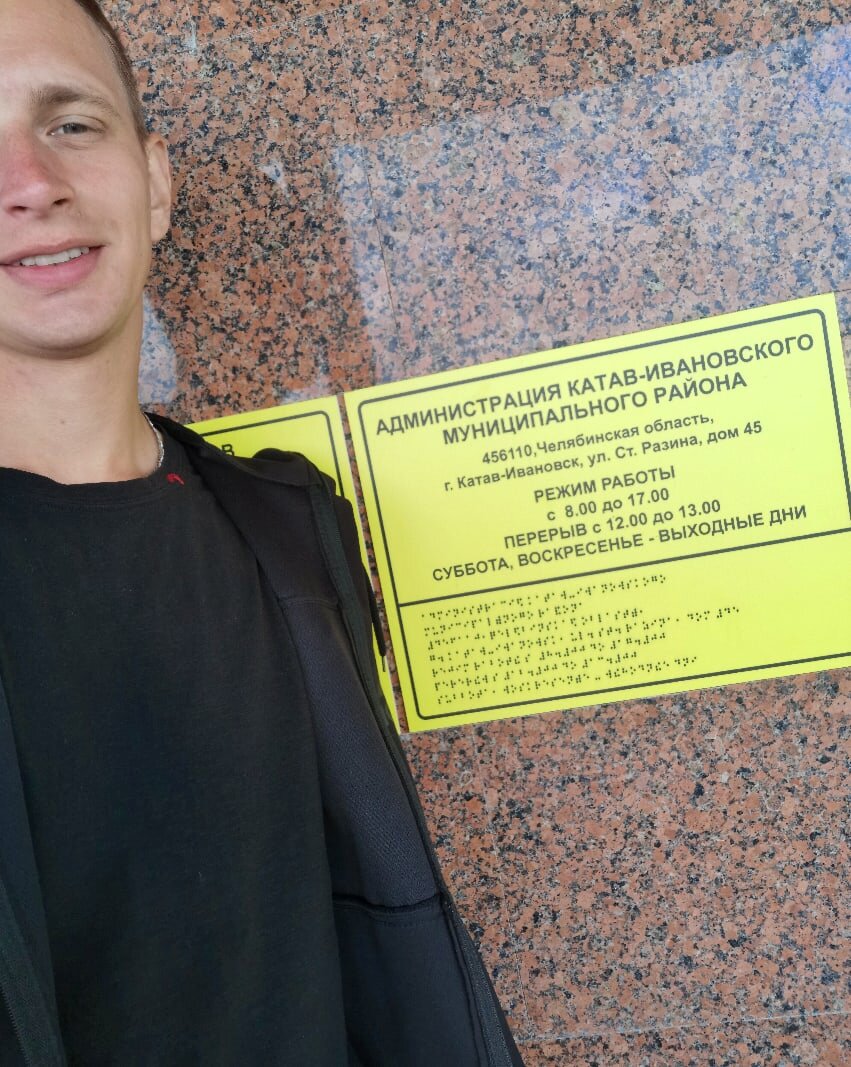 АДМИНИСТРАЦИЯ КАТАВ-ИВАНОВСКОГО
МУНИЦИПАЛЬНОГО РАЙОНА
456110,Челябинская область,
г. Катав-Ивановск, ул. Ст. Разина, дом 45
РЕЖИМ РАБОТЫ
с 8.00 до 17.00
ПЕРЕРЫВ с 12.00 до 13.00
СУББОТА, ВОСКРЕСЕНЬЕ - ВЫХОДНЫЕ ДНИ